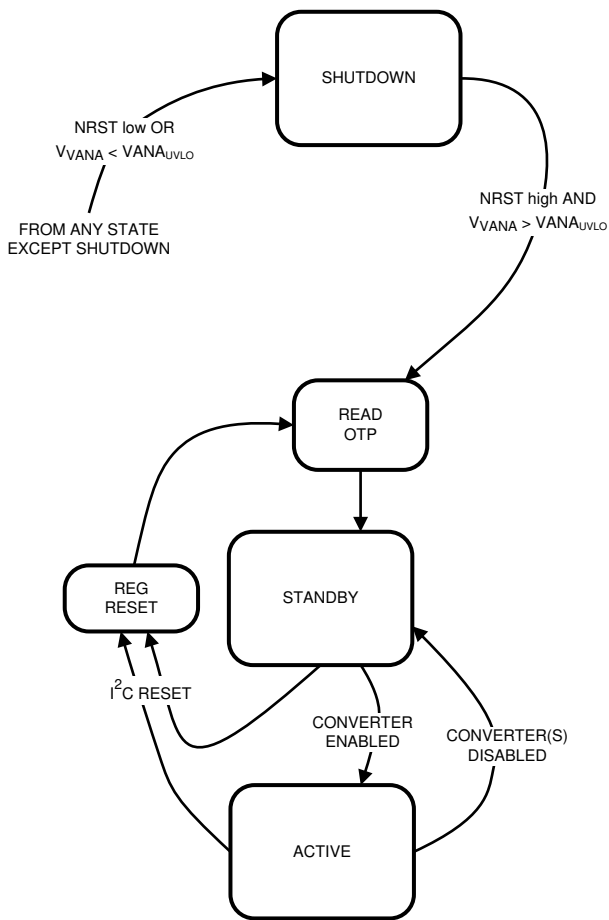 SHUTDOWN
NRST low OR
VVANA < VANAUVLO
NRST high AND
VVANA > VANAUVLO
FROM ANY STATE
EXCEPT SHUTDOWN
READ
OTP
REG
RESET
STANDBY
I2C RESET
CONVERTER
ENABLED
CONVERTER(S)
DISABLED
ACTIVE